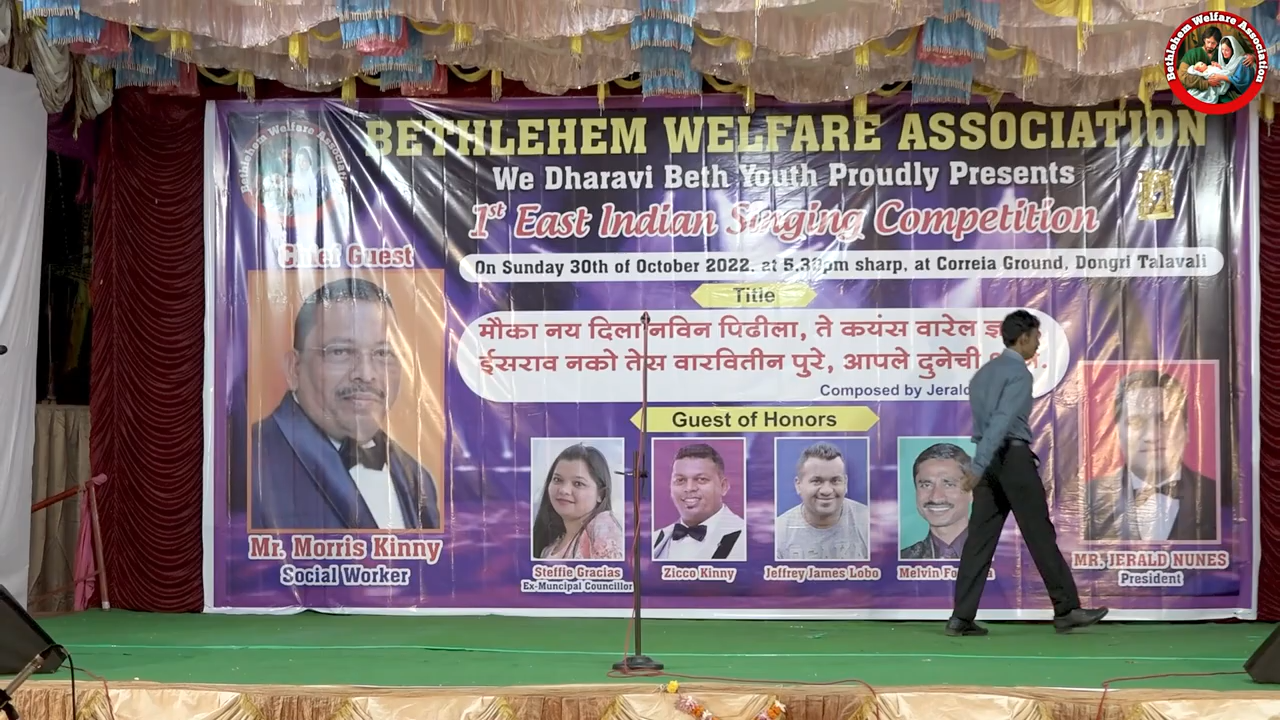 Bethlehem Welfare Association
BETHLEHEM WELFARE ASSOCIATION
We Dharavi Beth Youth Proudly Presents
1st East Indian Singing Competition
On Sunday 30th of October 2022, at 5.30pm sharp, at Correia Ground, Dongri Talavali
Title
मौका नय दिला नविन पिढीला, ते कयंस वारेल
ईसराव नको तेस वारवितीन पुरे, आपले दुनेची
Composed by Jerald
Chief Guest
Mr. Morris Kinny
Social Worker
Guest of Honors
Steffie Gracias
Ex-Muncipal Councillor
Zicco Kinny
Jeffrey James Lobo
Melvin
MR. JERALD NUNES
President